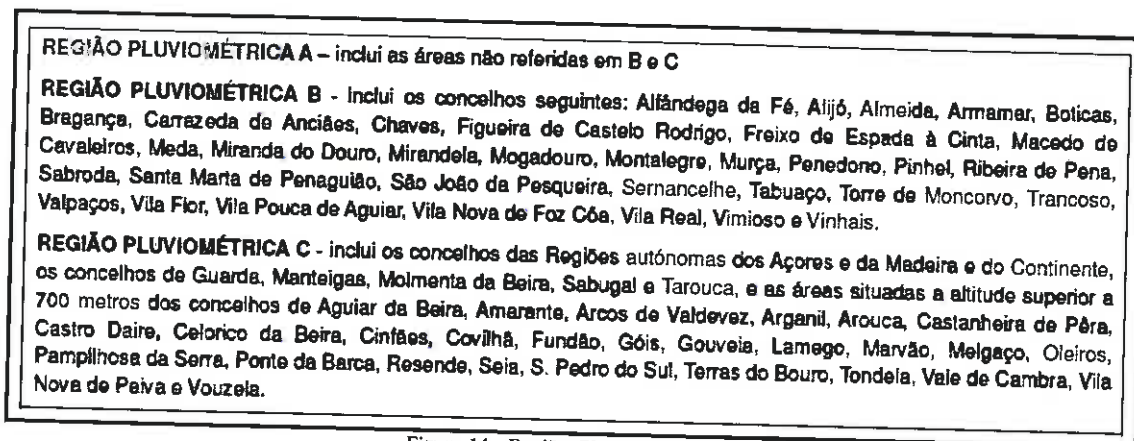 REGIÃO PLUVIOMÉTRICA A – inclui as áreas não referidas em B e C
REGIÃO PLUVIOMÉTRICA B - Inclui os concelhos seguintes: Alfândega da Fé, Alijó, Almeida, Armamar, Boticas,
Bragança, Carrazeda de Anciães, Chaves, Figueira de Castelo Rodrigo, Freixo de Espada à Cinta, Macedo de
Cavaleiros, Meda, Miranda do Douro, Mirandela, Mogadouro, Montalegre, Murça, Penedono, Pinhel, Ribeira de Pena,
Sabroda, Santa Marta de Penaguião, São João da Pesqueira, Sernancelhe, Tabuaço, Torre de Moncorvo, Trancoso,
Valpaços, Vila Flor, Vila Pouca de Aguiar, Vila Nova de Foz Côa, Vila Real, Vimioso e Vinhais.
REGIÃO PLUVIOMÉTRICA C - inclui os concelhos das Regiões autónomas dos Açores e da Madeira e do Continente,
os concelhos de Guarda, Manteigas, Molmenta da Beira, Sabugal e Tarouca, e as áreas situadas a altitude superior a
700 metros dos concelhos de Aguiar da Beira, Amarante, Arcos de Valdevez, Arganil, Arouca, Castanheira de Pêra,
Castro Daire, Celorico da Beira, Cinfães, Covilhã, Fundão, Góis, Gouveia, Lamego, Marvão, Melgaço, Oleiros,
Pampilhosa da Serra, Ponte da Barca, Resende, Seia, S. Pedro do Sul, Terras do Bouro, Tondela, Vale de Cambra, Vila
Nova de Paiva e Vouzela.